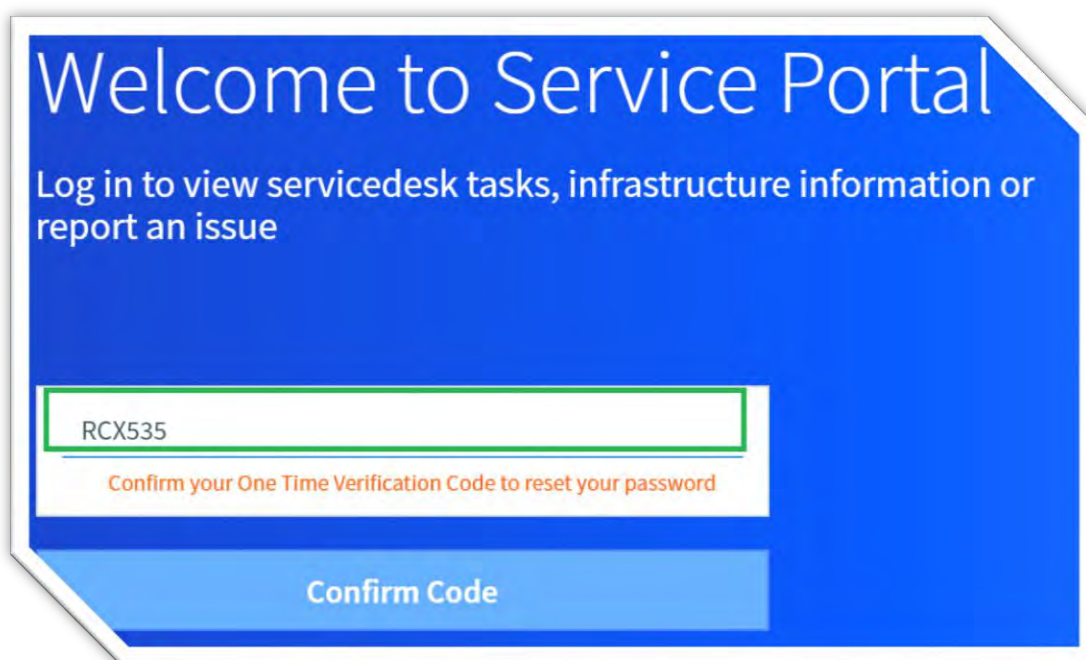 Welcome to Service Portal
Log in to view servicedesk tasks, infrastructure information or
report an issue
RCX535
Confirm your One Time Verification Code to reset your password
Confirm Code